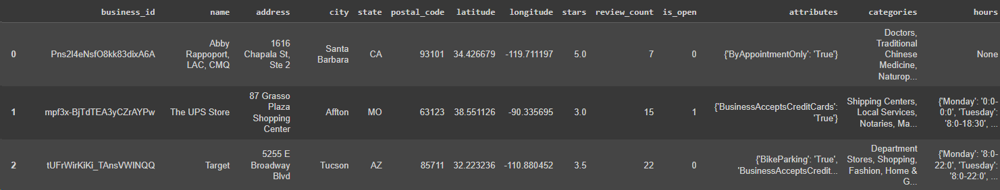 business_id name address city state postal_code latitude longitude stars review_count is_open attributes categories hours
0 Pns2l4eNsfO8kk83dixA6A Abby Rappoport, LAC, CMQ 1616 Chapala St, Ste 2 Santa Barbara CA 93101 34.426679 -119.711197 5.0 7 0 {'ByAppointmentOnly': 'True'} Doctors, Traditional Chinese Medicine, Naturop... None
1 mpf3x-BjTdTEA3yCZrAYPw The UPS Store 87 Grasso Plaza Shopping Center Affton MO 63123 38.551126 -90.335695 3.0 15 1 {'BusinessAcceptsCreditCards': 'True'} Shipping Centers, Local Services, Notaries, Ma... {'Monday': '0:0-0:0', 'Tuesday': '8:0-18:30', ...
2 tUFrWirKiKi_TAnsVWINQQ Target 5255 E Broadway Blvd Tucson AZ 85711 32.223236 -110.880452 3.5 22 0 {'BikeParking': 'True', 'BusinessAcceptsCredit... Department Stores, Shopping, Fashion, Home & G... {'Monday': '8:0-22:0', 'Tuesday': '8:0-22:0', ...